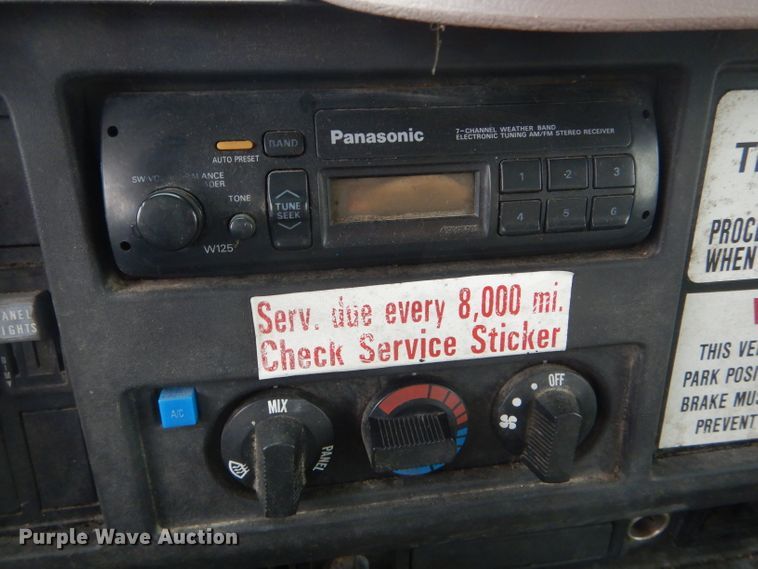 Panasonic
7-CHANNEL WEATHER BAND
ELECTRONIC TUNING AM/FM STEREO RECEIVER
AUTO PRESET
BAND
TONE
TUNE
SEEK
1 2 3
4 5 6
W125
Serv. due every 8,000 mi.
Check Service Sticker
A/C
MIX
PANEL
OFF
PROC
WHEN
THIS VE
PARK POSI
BRAKE MUS
PREVENT
Purple Wave Auction